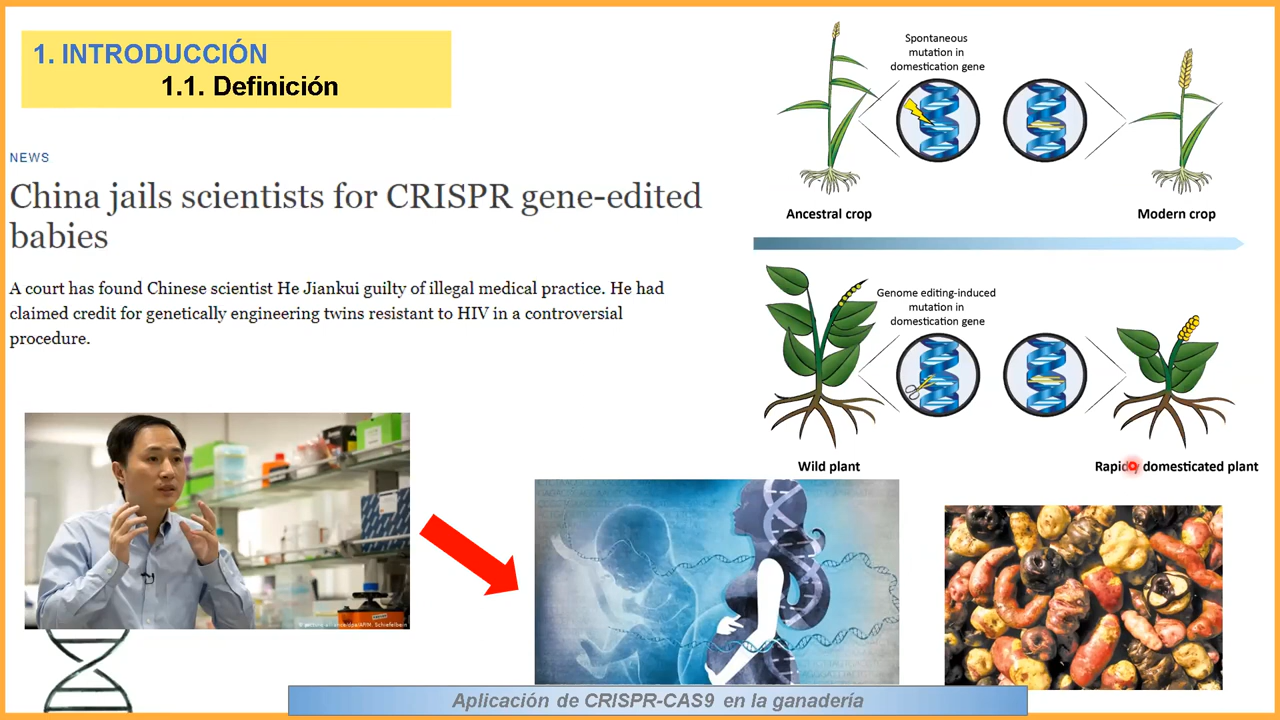 1. INTRODUCCIÓN
1.1. Definición
NEWS
China jails scientists for CRISPR gene-edited
babies
A court has found Chinese scientist He Jiankui guilty of illegal medical practice. He had
claimed credit for genetically engineering twins resistant to HIV in a controversial
procedure.
Spontaneous
mutation in
domestication gene
Ancestral crop
Modern crop
Genome editing-induced
mutation in
domestication gene
Wild plant
Rapidly domesticated plant
Aplicación de CRISPR-CAS9 en la ganadería